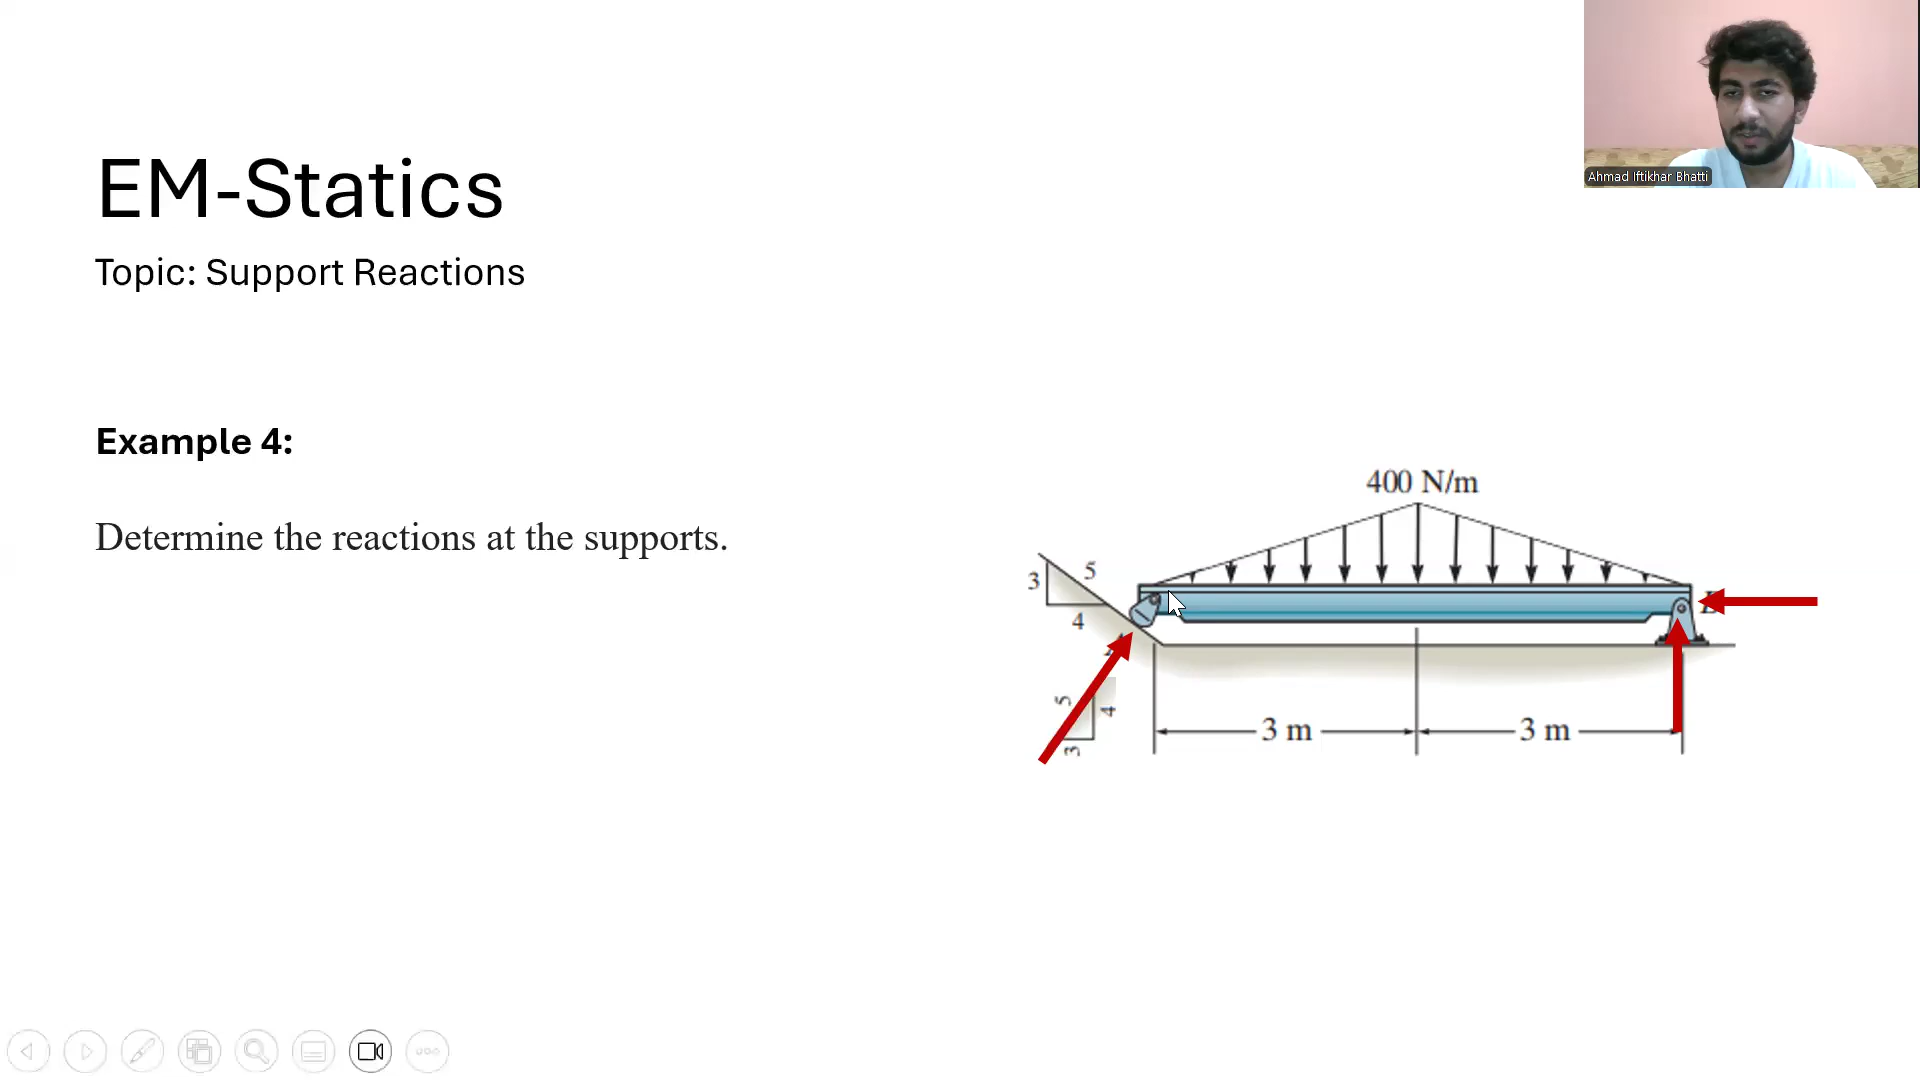 Ahmad Iftikhar Bhatti
EM-Statics
Topic: Support Reactions
Example 4:
Determine the reactions at the supports.
400 N/m
3
5
4
5
4
3
3 m
3 m